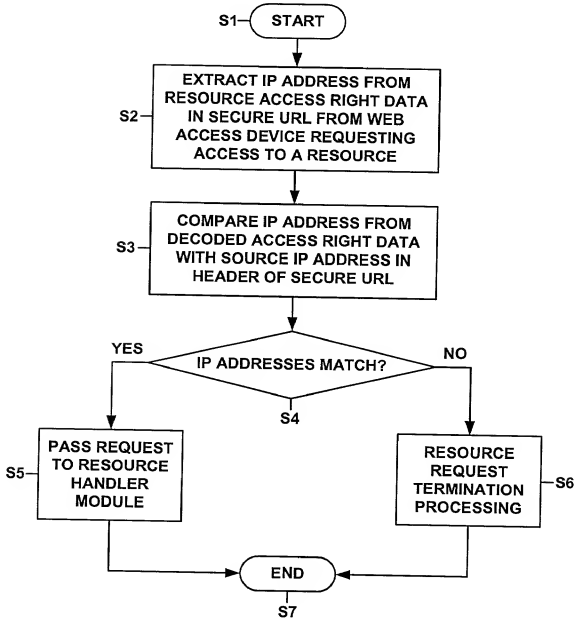 S1
START
S2
EXTRACT IP ADDRESS FROM
RESOURCE ACCESS RIGHT DATA
IN SECURE URL FROM WEB
ACCESS DEVICE REQUESTING
ACCESS TO A RESOURCE
S3
COMPARE IP ADDRESS FROM
DECODED ACCESS RIGHT DATA
WITH SOURCE IP ADDRESS IN
HEADER OF SECURE URL
YES
IP ADDRESSES MATCH?
NO
S4
S5
PASS REQUEST
TO RESOURCE
HANDLER
MODULE
RESOURCE
REQUEST
TERMINATION
PROCESSING
S6
END
S7